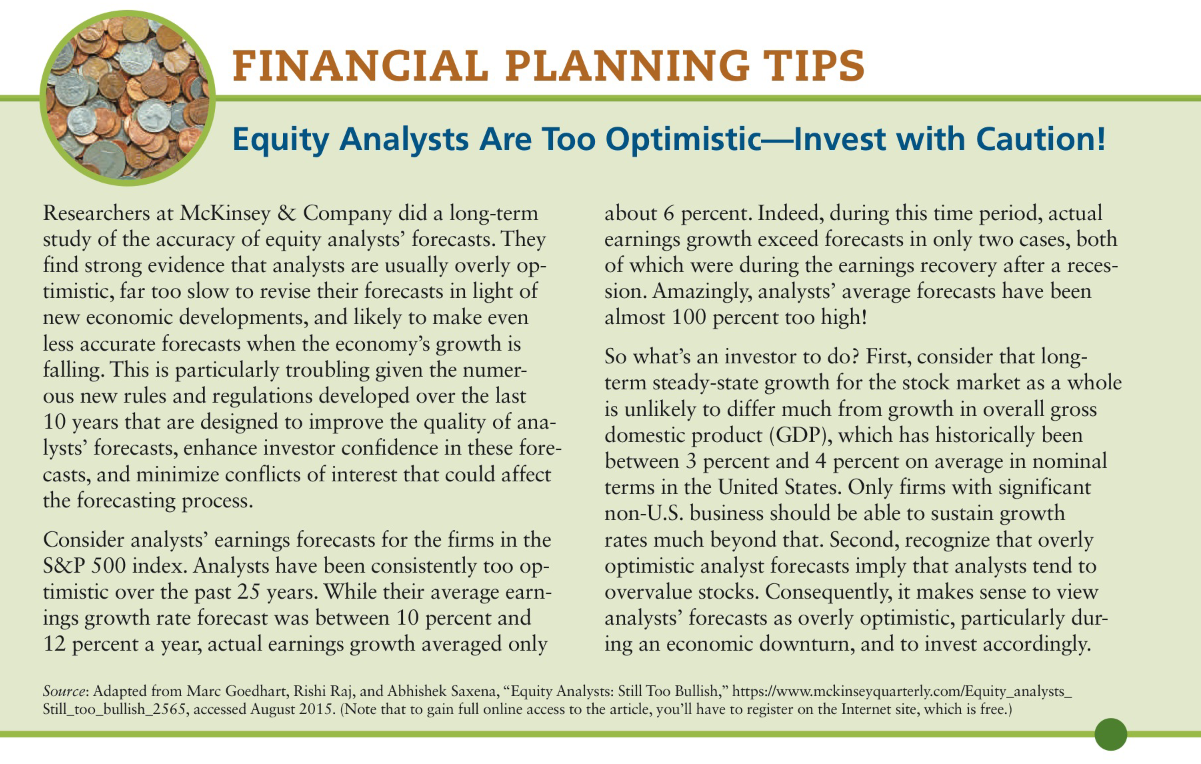 FINANCIAL PLANNING TIPS
Equity Analysts Are Too Optimistic—Invest with Caution!
Researchers at McKinsey & Company did a long-term
study of the accuracy of equity analysts’ forecasts. They
find strong evidence that analysts are usually overly op-
timistic, far too slow to revise their forecasts in light of
new economic developments, and likely to make even
less accurate forecasts when the economy’s growth is
falling. This is particularly troubling given the numer-
ous new rules and regulations developed over the last
10 years that are designed to improve the quality of ana-
lysts’ forecasts, enhance investor confidence in these fore-
casts, and minimize conflicts of interest that could affect
the forecasting process.
Consider analysts’ earnings forecasts for the firms in the
S&P 500 index. Analysts have been consistently too op-
timistic over the past 25 years. While their average earn-
ings growth rate forecast was between 10 percent and
12 percent a year, actual earnings growth averaged only
about 6 percent. Indeed, during this time period, actual
earnings growth exceed forecasts in only two cases, both
of which were during the earnings recovery after a reces-
sion. Amazingly, analysts’ average forecasts have been
almost 100 percent too high!
So what’s an investor to do? First, consider that long-
term steady-state growth for the stock market as a whole
is unlikely to differ much from growth in overall gross
domestic product (GDP), which has historically been
between 3 percent and 4 percent on average in nominal
terms in the United States. Only firms with significant
non-U.S. business should be able to sustain growth
rates much beyond that. Second, recognize that overly
optimistic analyst forecasts imply that analysts tend to
overvalue stocks. Consequently, it makes sense to view
analysts’ forecasts as overly optimistic, particularly dur-
ing an economic downturn, and to invest accordingly.
Source: Adapted from Marc Goedhart, Rishi Raj, and Abhishek Saxena, “Equity Analysts: Still Too Bullish,” https://www.mckinseyquarterly.com/Equity_analysts_
Still_too_bullish_2565, accessed August 2015. (Note that to gain full online access to the article, you’ll have to register on the Internet site, which is free.)